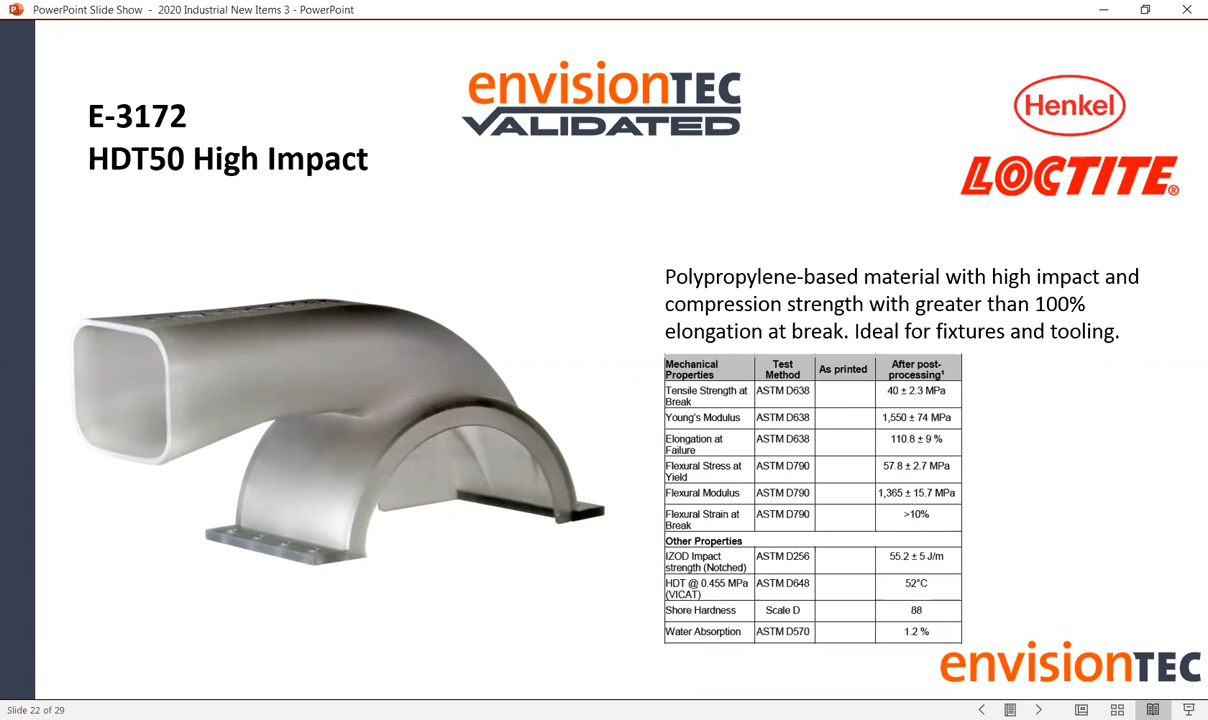 PowerPoint Slide Show - 2020 Industrial New Items 3 - PowerPoint
E-3172
HDT50 High Impact
envisionTEC
VALIDATED
Henkel
LOCTITE®
Polypropylene-based material with high impact and
compression strength with greater than 100%
elongation at break. Ideal for fixtures and tooling.
Mechanical Properties Test Method As printed After post-processing¹
Tensile Strength at Break ASTM D638 40 ± 2.3 MPa
Young's Modulus ASTM D638 1,550 ± 74 MPa
Elongation at Failure ASTM D638 110.8 ± 9 %
Flexural Stress at Yield ASTM D790 57.8 ± 2.7 MPa
Flexural Modulus ASTM D790 1,365 ± 15.7 MPa
Flexural Strain at Break ASTM D790 >10%
Other Properties
IZOD Impact strength (Notched) ASTM D256 55.2 ± 5 J/m
HDT @ 0.455 MPa (VICAT) ASTM D648 52°C
Shore Hardness Scale D 88
Water Absorption ASTM D570 1.2 %
envisionTEC
Slide 22 of 29